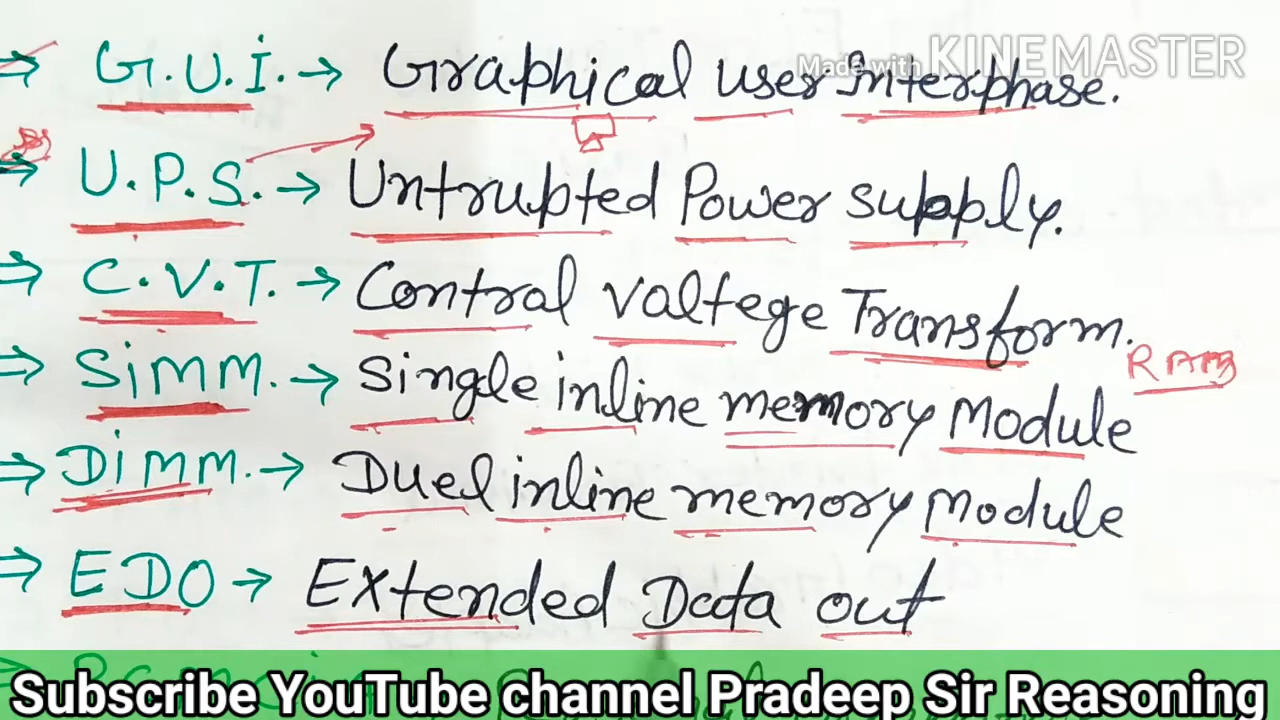 Made with KINEMASTER
⇒ G.U.I. → Graphical user interphase.
⇒ U.P.S. → Untrupted Power supply.
⇒ C.V.T. → Contral valtege Transform.
RAM
⇒ SiMM. → Single inline memory Module
⇒ DiMM. → Duel inline memory Module
⇒ EDO → Extended Data out
Subscribe YouTube channel Pradeep Sir Reasoning